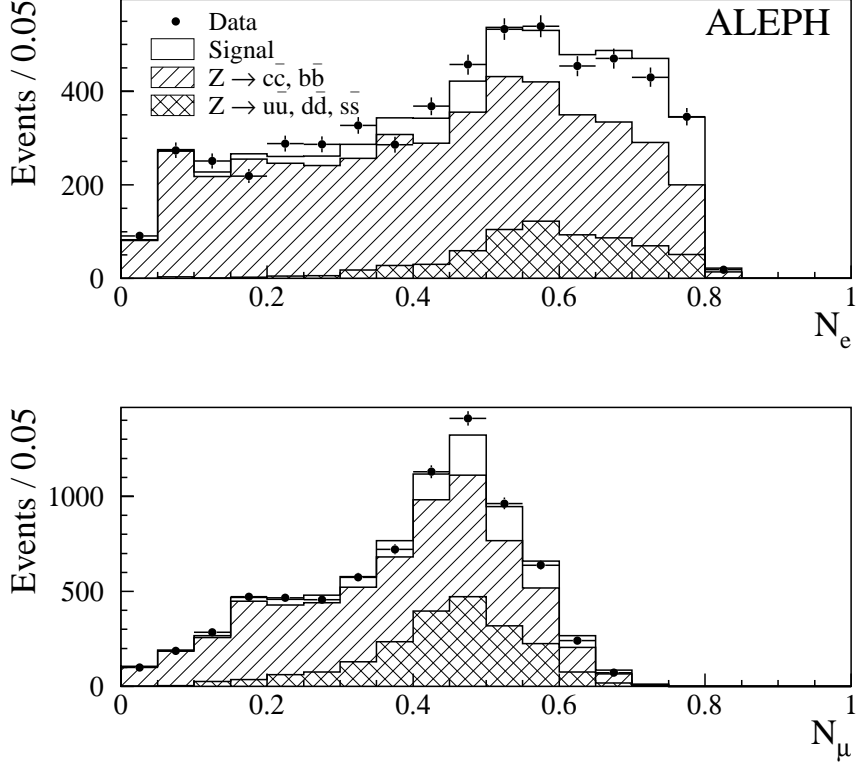 ALEPH
Data
Signal
Z → cc̄, bb̄
Z → uū, dd̄, ss̄
Events / 0.05
400
200
0
0 0.2 0.4 0.6 0.8 1
N_e
Events / 0.05
1000
500
0
0 0.2 0.4 0.6 0.8 1
N_μ